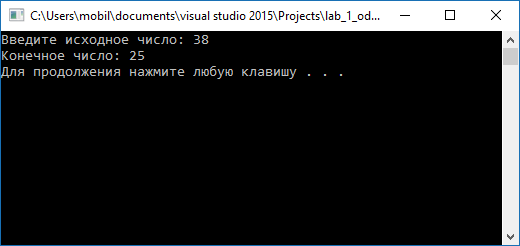 C:\Users\mobil\documents\visual studio 2015\Projects\lab_1_od...
Введите исходное число: 38
Конечное число: 25
Для продолжения нажмите любую клавишу . . .